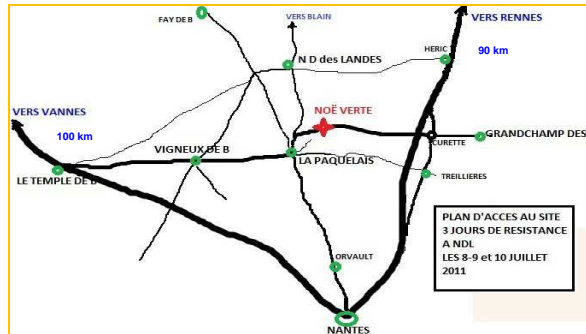 FAY DE B
VERS BLAIN
VERS RENNES
90 km
HERIC
N D des LANDES
VERS VANNES
100 km
NOË VERTE
GRANDCHAMP DES
CURETTE
VIGNEUX DE B
LA PAQUELAIS
TREILLIERES
LE TEMPLE DE B
PLAN D'ACCES AU SITE
3 JOURS DE RESISTANCE
A NDL
LES 8-9 et 10 JUILLET
2011
ORVAULT
NANTES